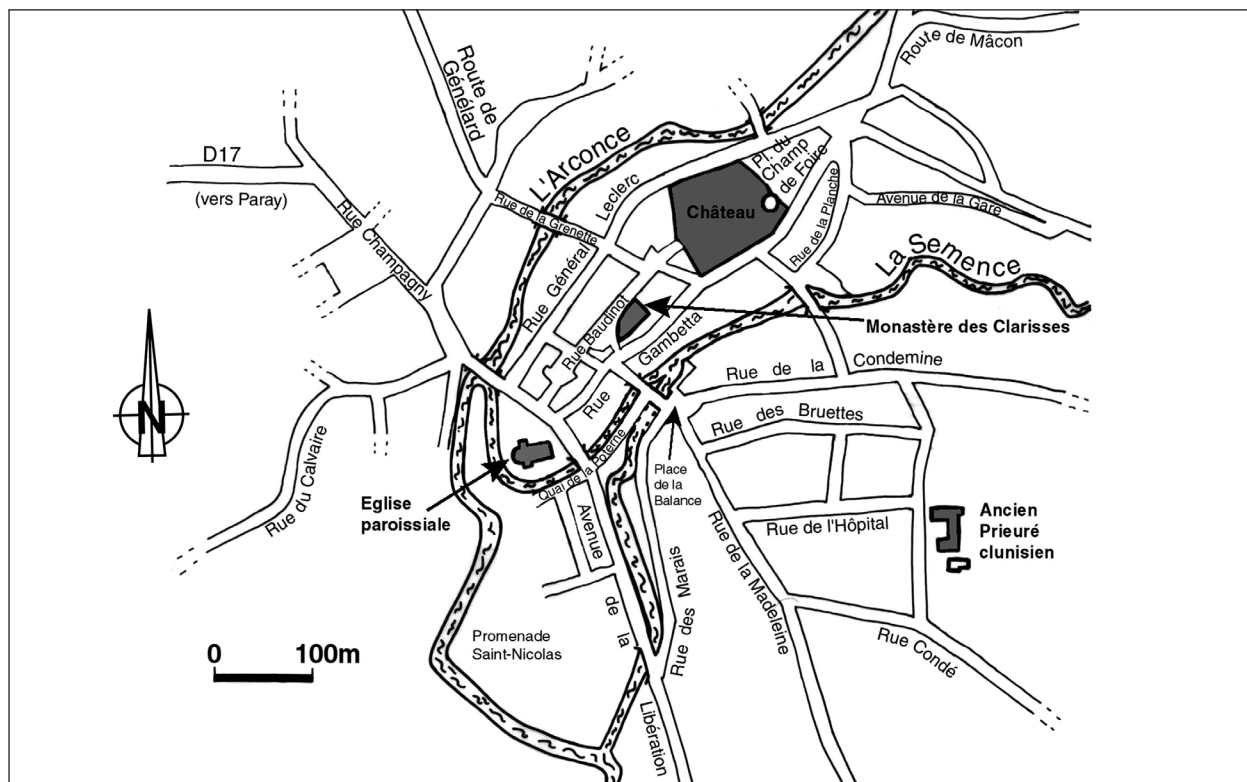 Route de Mâcon
Route de
Génélard
L'Arconce
D17
(vers Paray)
Pl. du
Champ
de Foire
Leclerc
Château
Rue de la Planche
Avenue de la Gare
Rue de la Grenette
Rue Champagny
La Semence
Rue Général
Rue Baudinot
Monastère des Clarisses
Gambetta
Rue de la
Condemine
N
Rue
Rue des Bruettes
Quai de la Poterne
Place
de la
Balance
Rue du Calvaire
Eglise
paroissiale
Avenue
Rue de l'Hôpital
Ancien
Prieuré
clunisien
Rue des Marais
Rue de la Madeleine
de la
0 100m
Promenade
Saint-Nicolas
Rue Condé
Libération